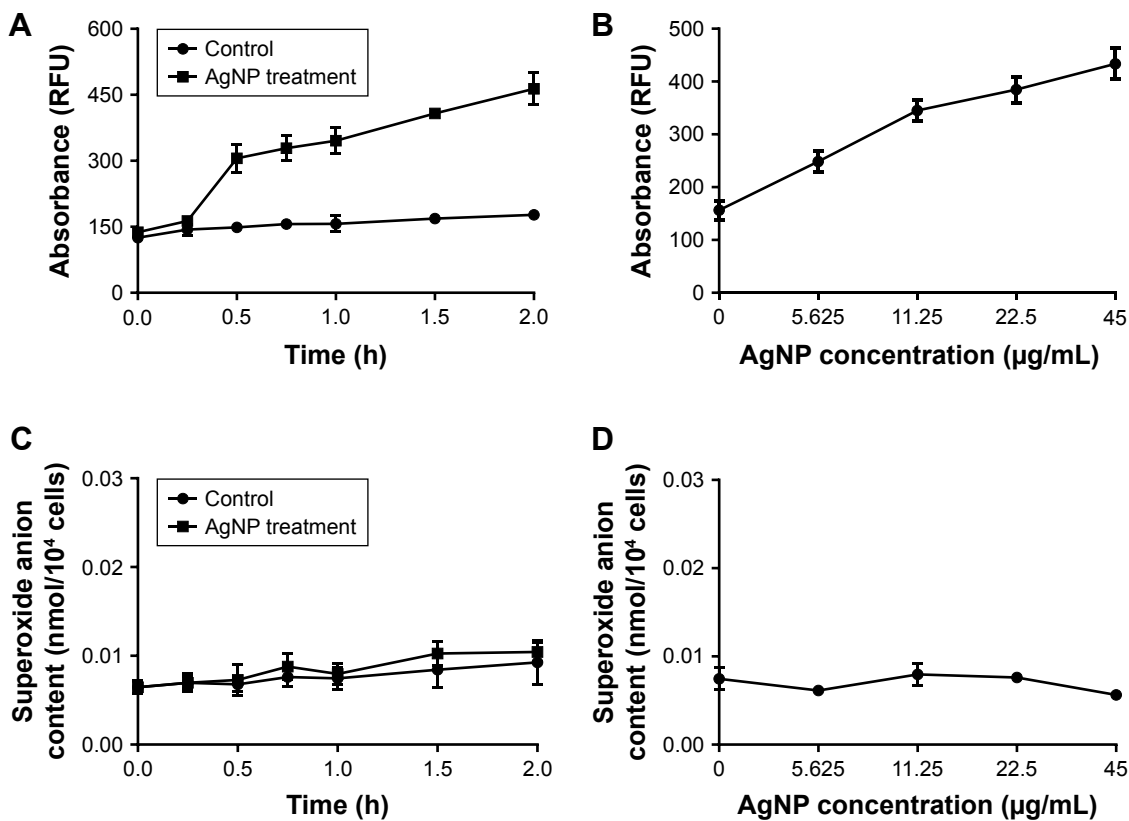 A
Absorbance (RFU)
600
450
300
150
0
Control
AgNP treatment
0.0
0.5
1.0
1.5
2.0
Time (h)
B
Absorbance (RFU)
500
400
300
200
100
0
0
5.625
11.25
22.5
45
AgNP concentration (µg/mL)
C
Superoxide anion
content (nmol/10⁴ cells)
0.03
0.02
0.01
0.00
Control
AgNP treatment
0.0
0.5
1.0
1.5
2.0
Time (h)
D
Superoxide anion
content (nmol/10⁴ cells)
0.03
0.02
0.01
0.00
0
5.625
11.25
22.5
45
AgNP concentration (µg/mL)